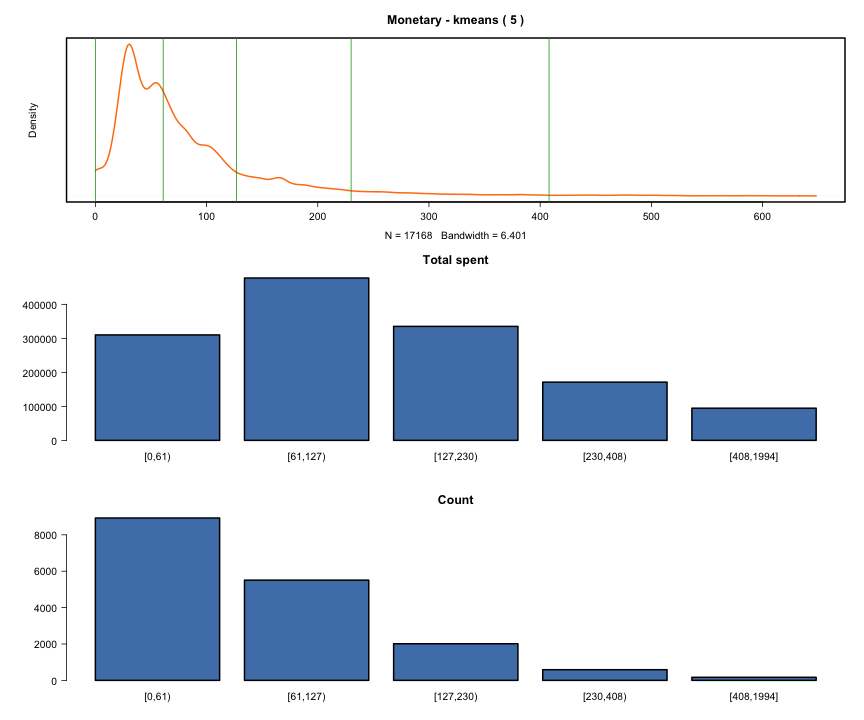 Monetary - kmeans ( 5 )
Density
0 100 200 300 400 500 600
N = 17168   Bandwidth = 6.401
Total spent
400000
300000
200000
100000
0
[0,61) [61,127) [127,230) [230,408) [408,1994]
Count
8000
6000
4000
2000
0
[0,61) [61,127) [127,230) [230,408) [408,1994]